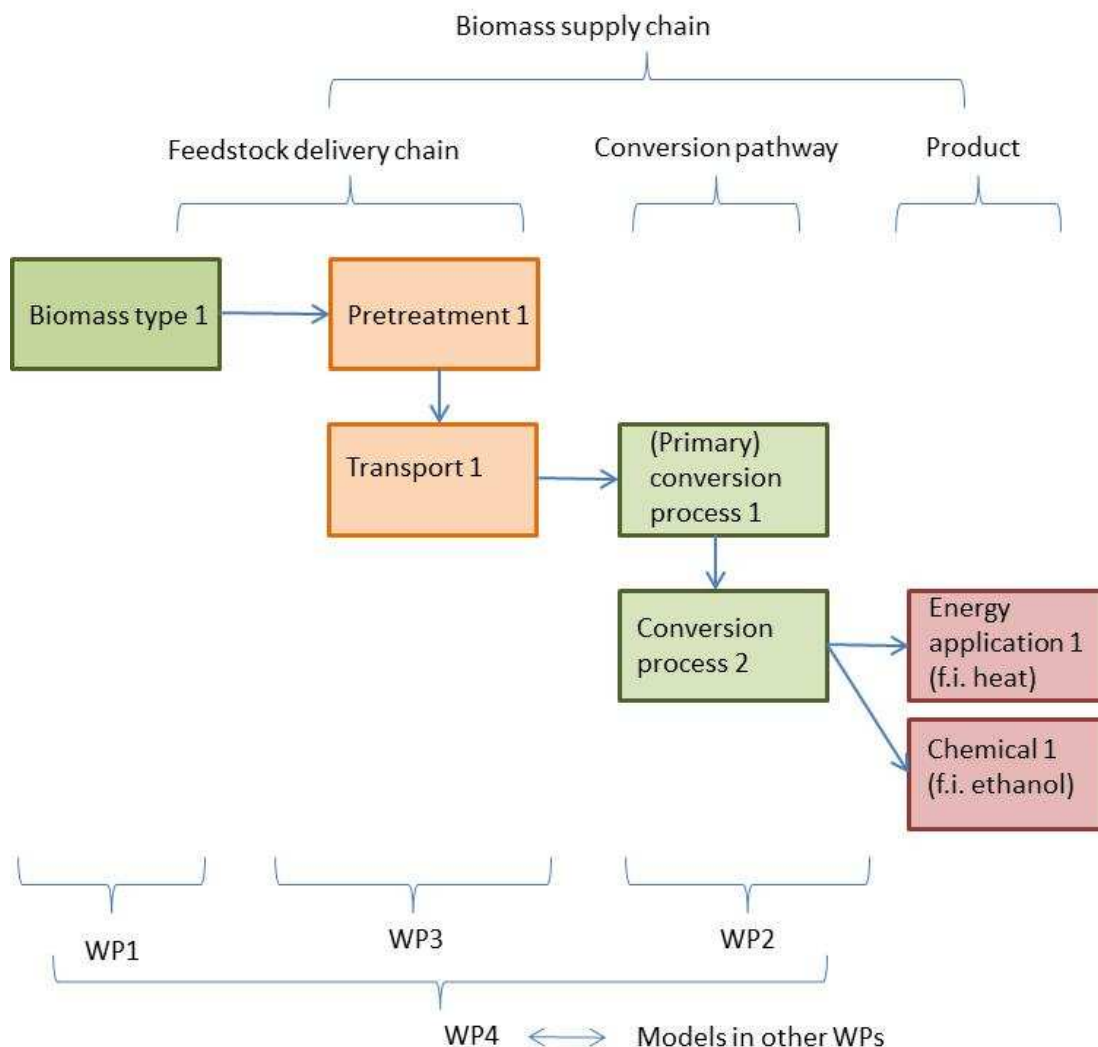 Biomass supply chain
Feedstock delivery chain
Conversion pathway
Product
Biomass type 1
Pretreatment 1
Transport 1
(Primary)
conversion
process 1
Conversion
process 2
Energy
application 1
(f.i. heat)
Chemical 1
(f.i. ethanol)
WP1
WP3
WP2
WP4
Models in other WPs